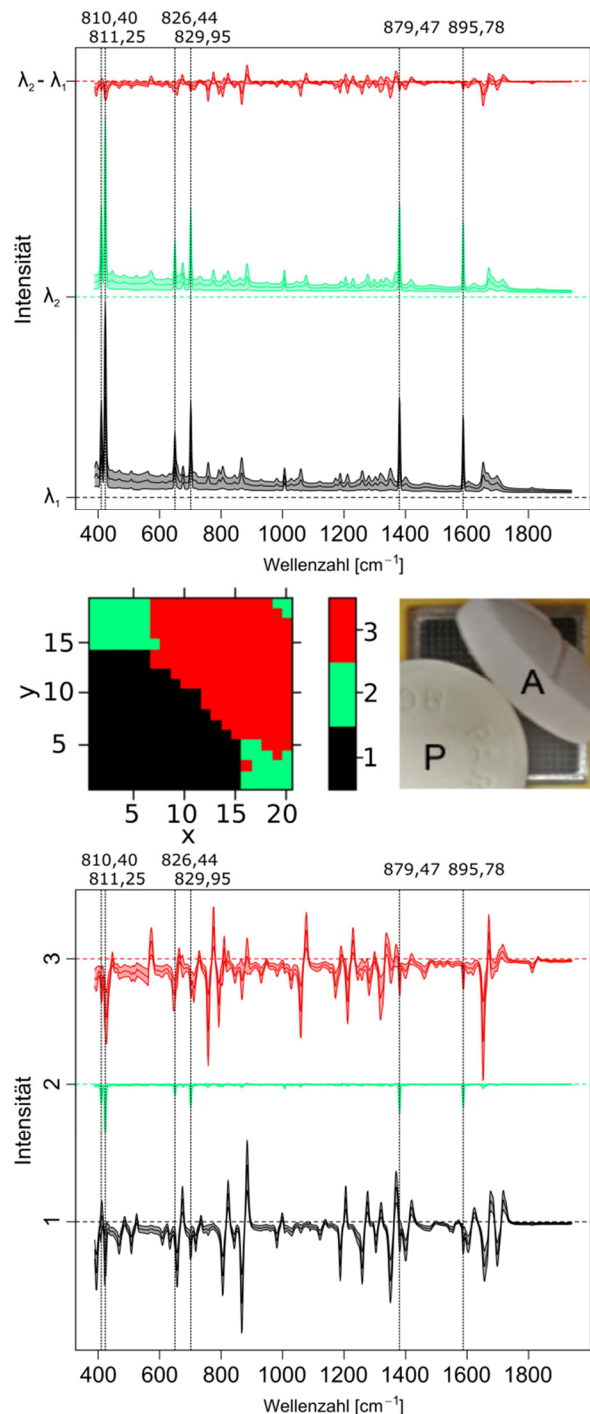 810,40 826,44 879,47 895,78
811,25 829,95
λ₂ - λ₁
λ₂
λ₁
Intensität
400 600 800 1000 1200 1400 1600 1800
Wellenzahl [cm⁻¹]
15
10
5
y
5 10 15 20
x
3
2
1
A
P
810,40 826,44 879,47 895,78
811,25 829,95
3
2
1
Intensität
400 600 800 1000 1200 1400 1600 1800
Wellenzahl [cm⁻¹]